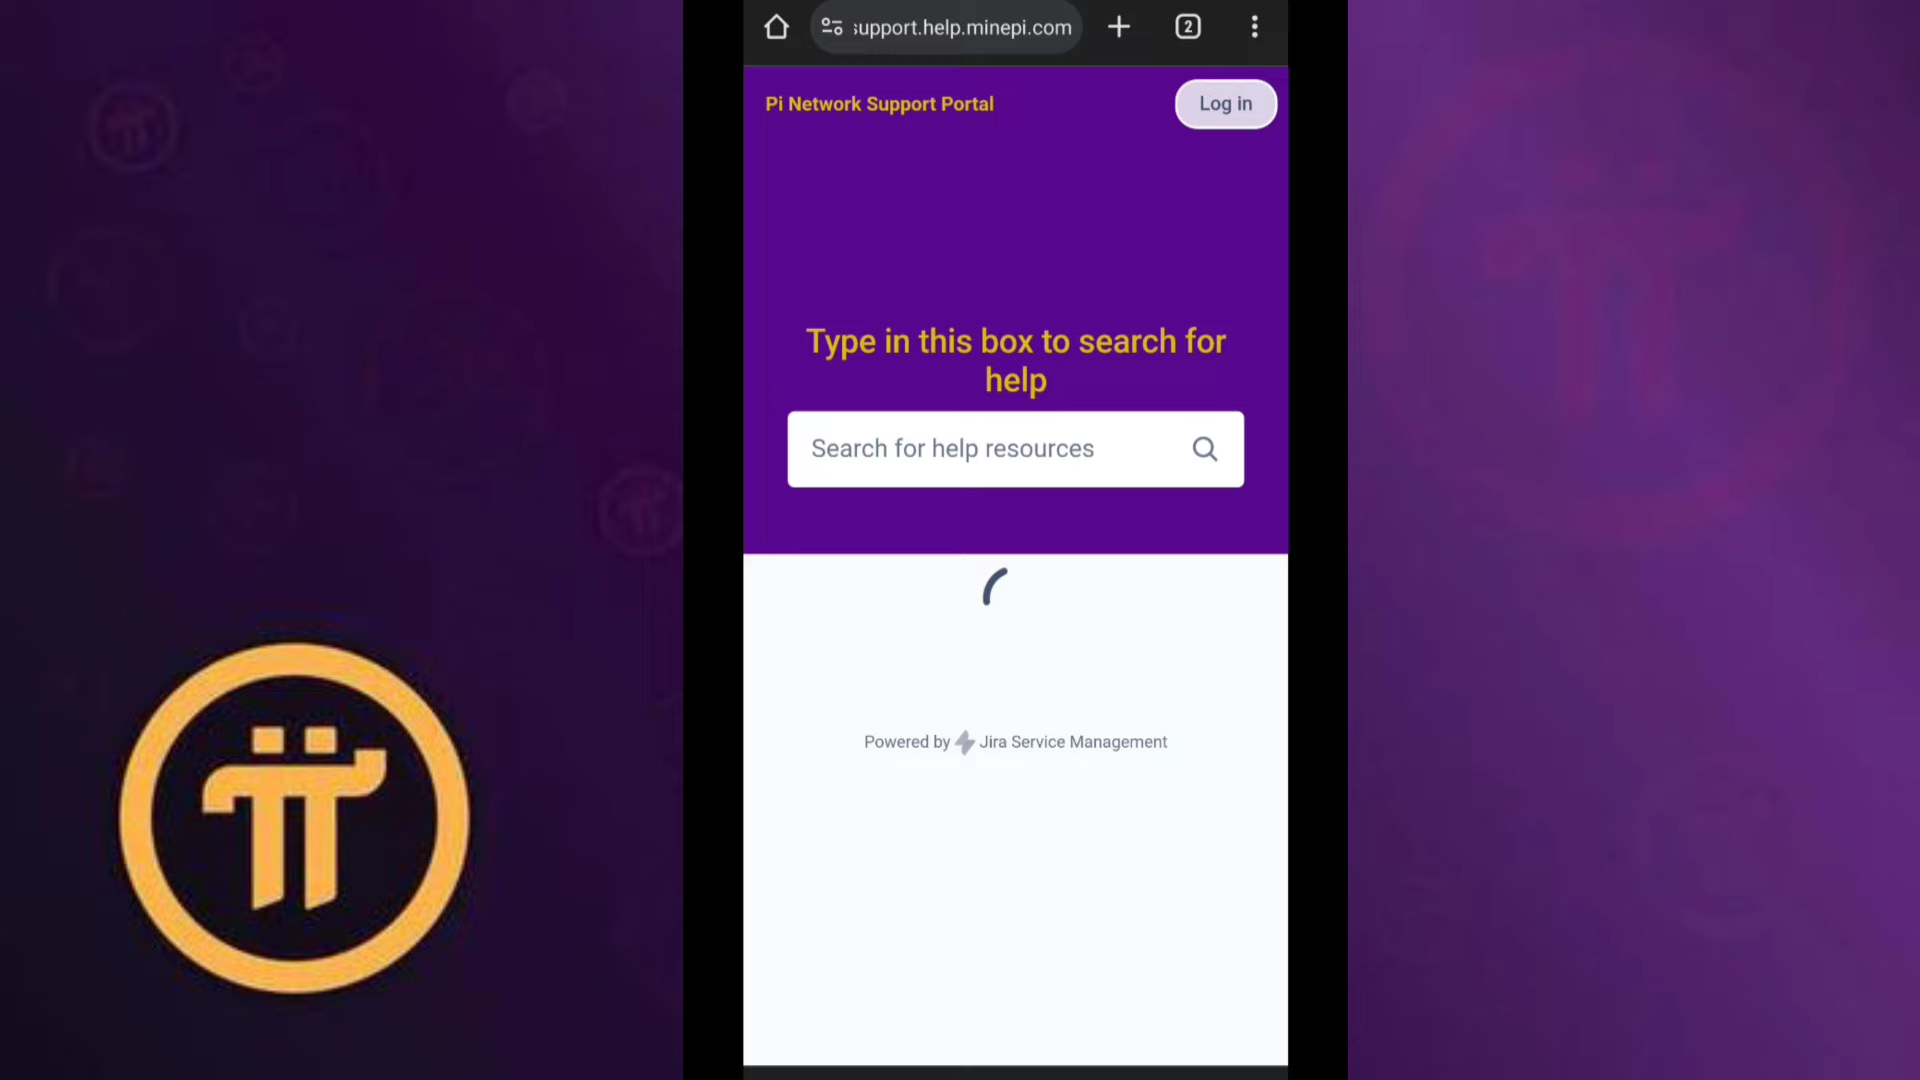 support.help.minepi.com
2
Pi Network Support Portal
Log in
Type in this box to search for
help
Search for help resources
Powered by Jira Service Management